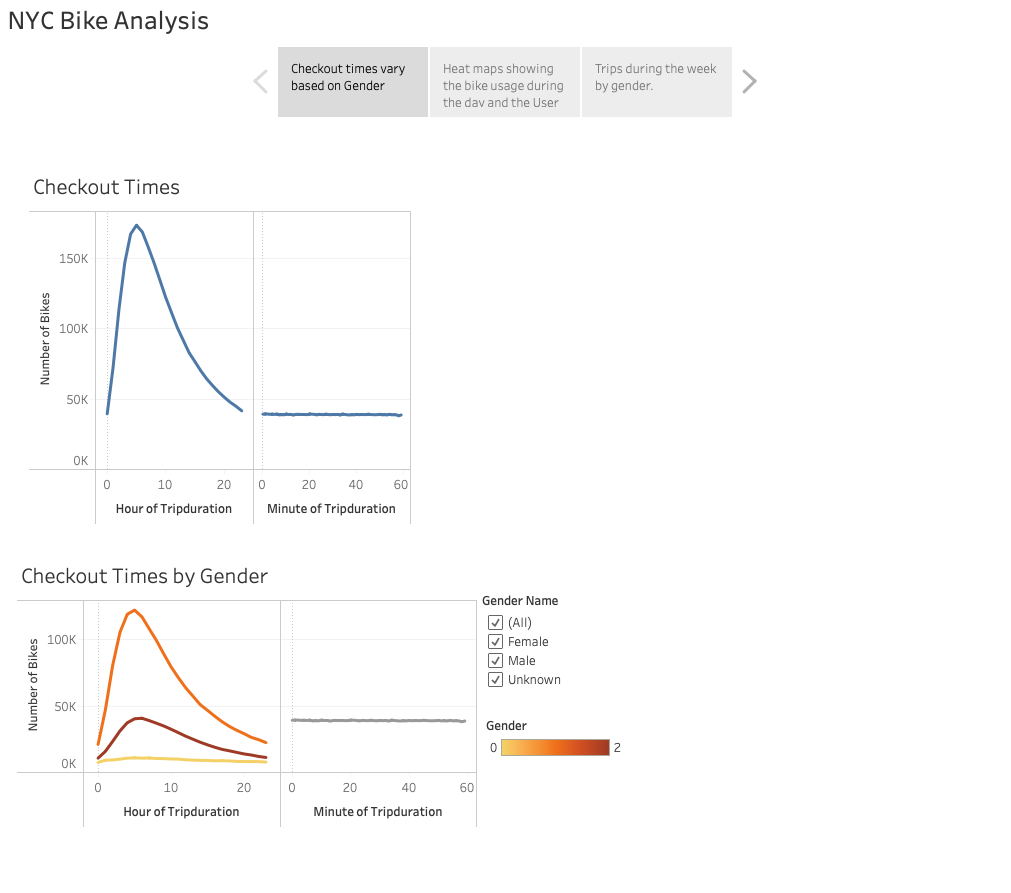 NYC Bike Analysis
Checkout times vary
based on Gender
Heat maps showing
the bike usage during
the day and the User
Trips during the week
by gender.
Checkout Times
Number of Bikes
150K
100K
50K
0K
0 10 20
0 20 40 60
Hour of Tripduration
Minute of Tripduration
Checkout Times by Gender
Number of Bikes
100K
50K
0K
0 10 20
0 20 40 60
Hour of Tripduration
Minute of Tripduration
Gender Name
(All)
Female
Male
Unknown
Gender
0 2